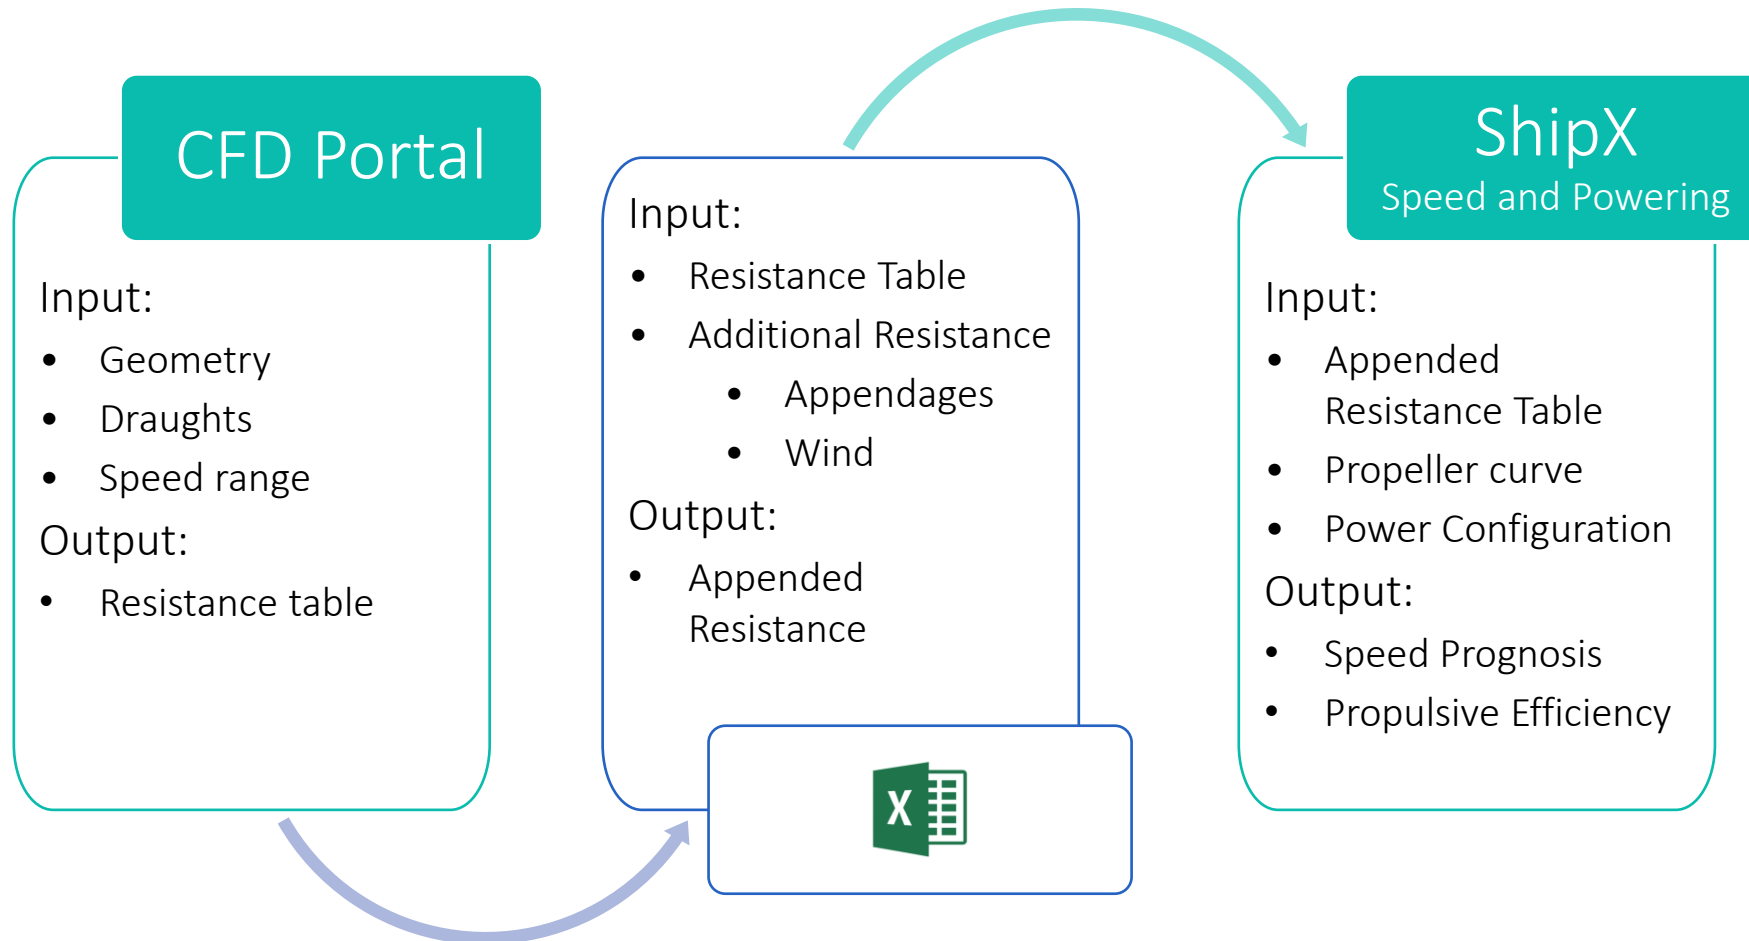 CFD Portal
Input:
• Geometry
• Draughts
• Speed range
Output:
• Resistance table
Input:
• Resistance Table
• Additional Resistance
• Appendages
• Wind
Output:
• Appended
Resistance
X
ShipX
Speed and Powering
Input:
• Appended
Resistance Table
• Propeller curve
• Power Configuration
Output:
• Speed Prognosis
• Propulsive Efficiency